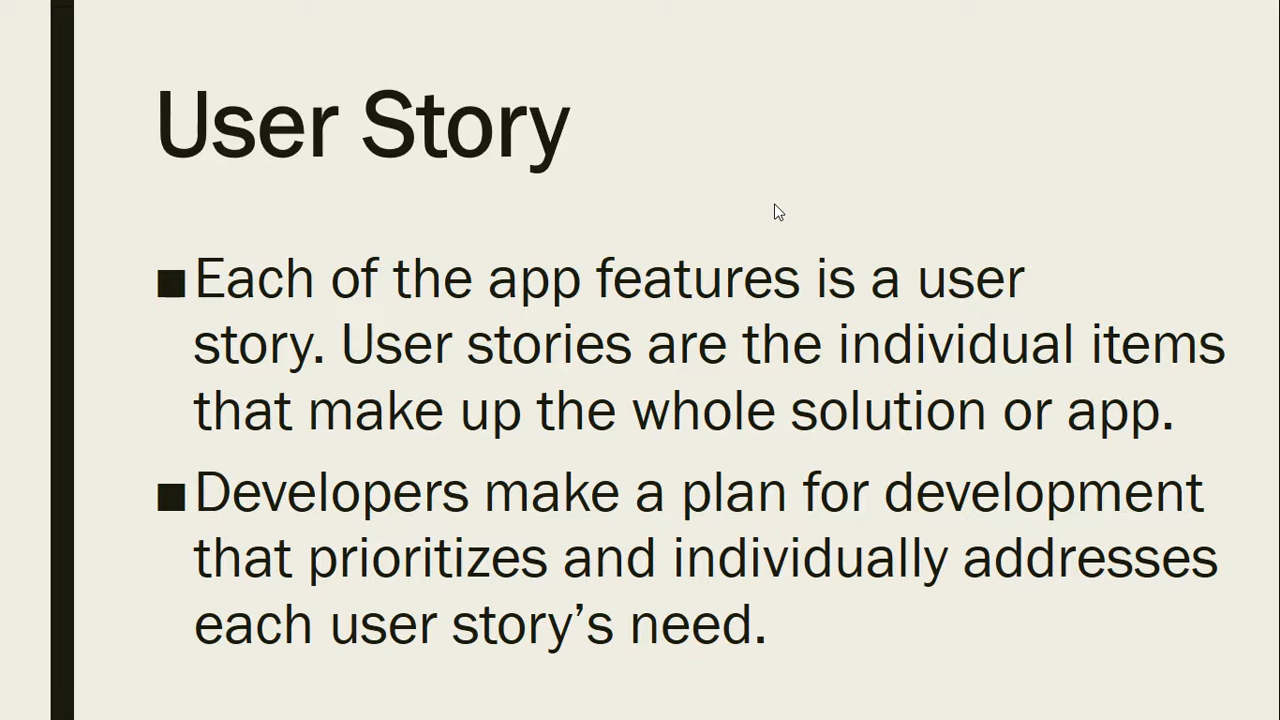 User Story
■Each of the app features is a user
story. User stories are the individual items
that make up the whole solution or app.
■Developers make a plan for development
that prioritizes and individually addresses
each user story’s need.